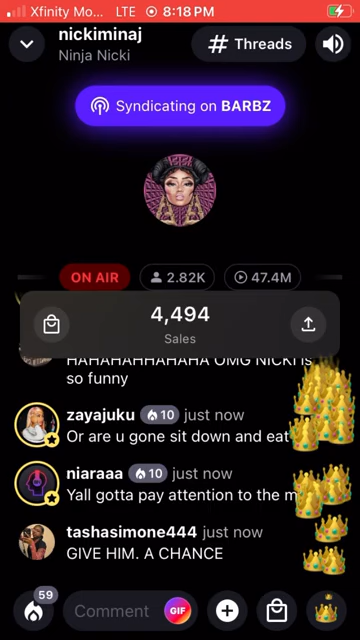 Xfinity Mo... LTE 8:18 PM
nickiminaj
Ninja Nicki
# Threads
Syndicating on BARBZ
ON AIR 2.82K 47.4M
4,494
Sales
HAHAHAHHAHAHA OMG NICKI IS
so funny
zayajuku 10 just now
Or are u gone sit down and eat
niaraaa 10 just now
Yall gotta pay attention to the m
tashasimone444 just now
GIVE HIM. A CHANCE
59
Comment GIF